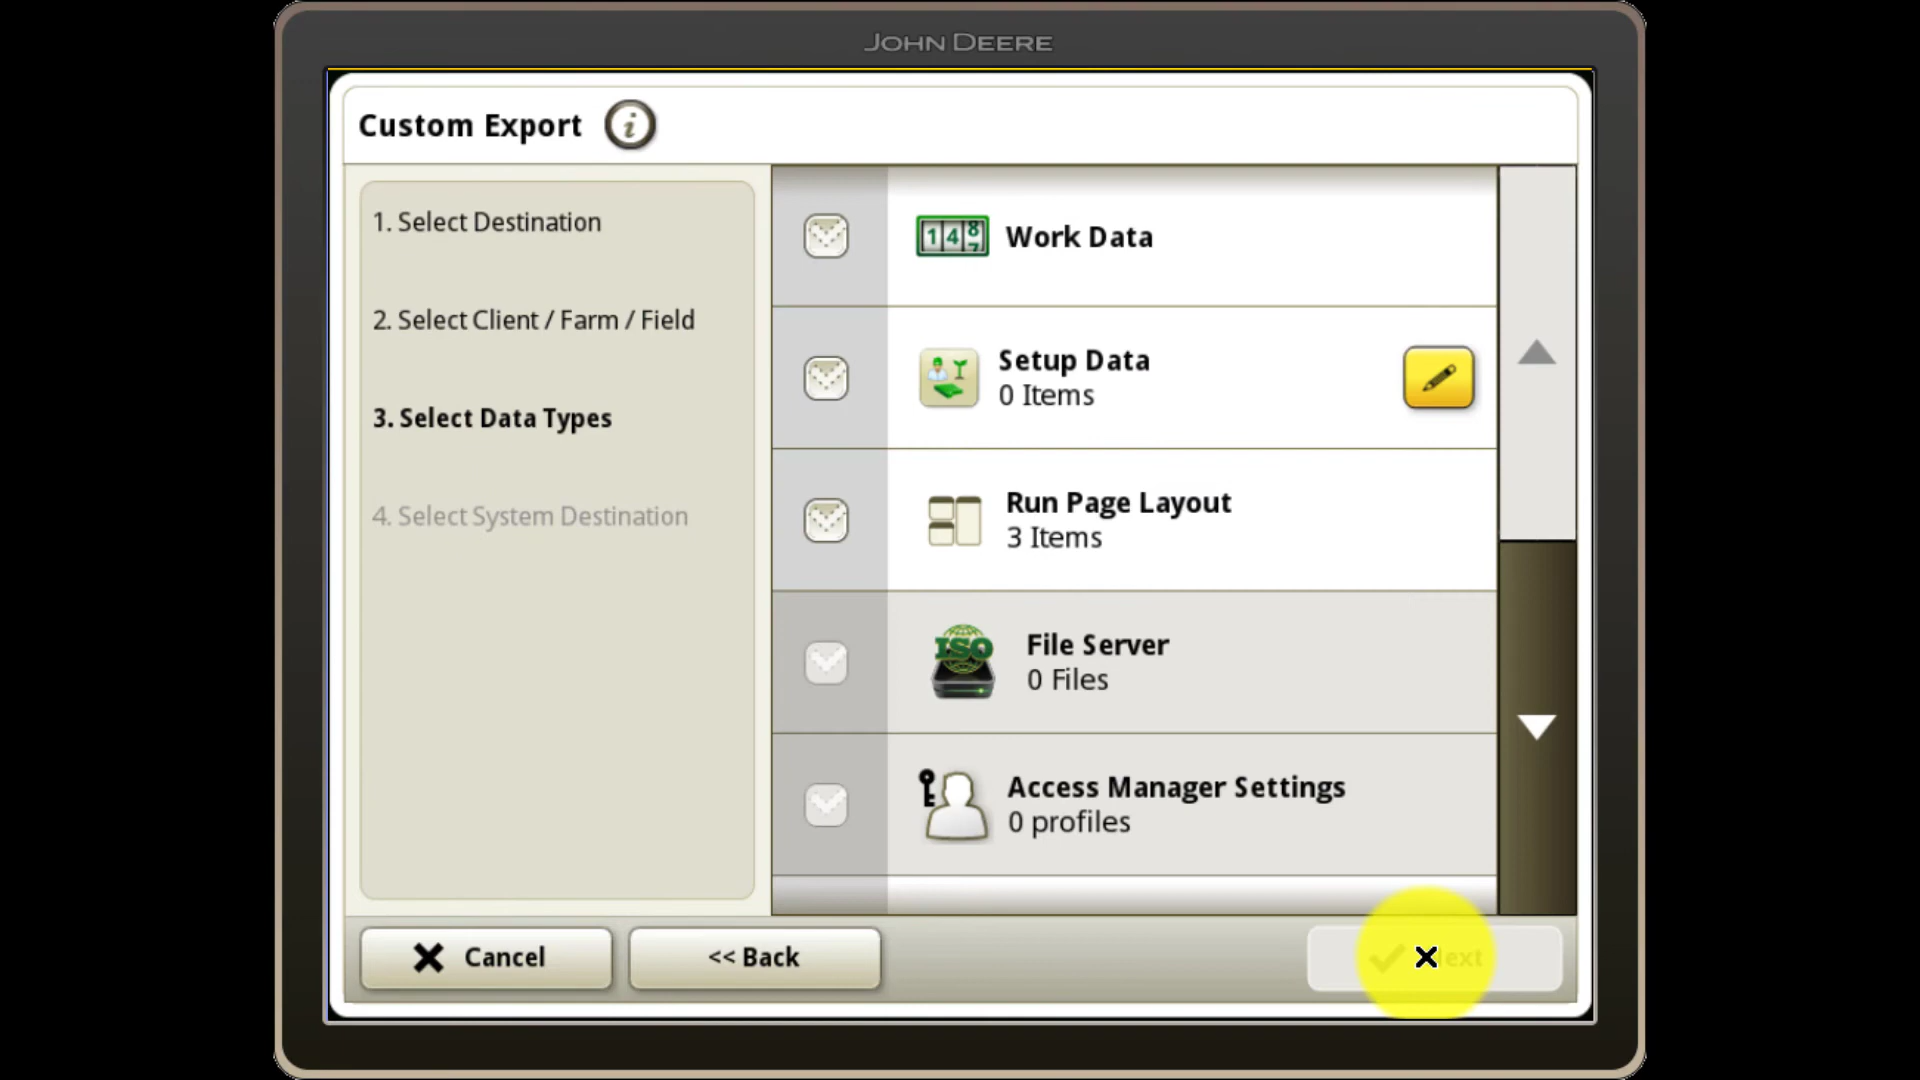 JOHN DEERE
Custom Export
1. Select Destination
2. Select Client / Farm / Field
3. Select Data Types
4. Select System Destination
Work Data
Setup Data
0 Items
Run Page Layout
3 Items
ISO
File Server
0 Files
Access Manager Settings
0 profiles
Cancel
<< Back
Next